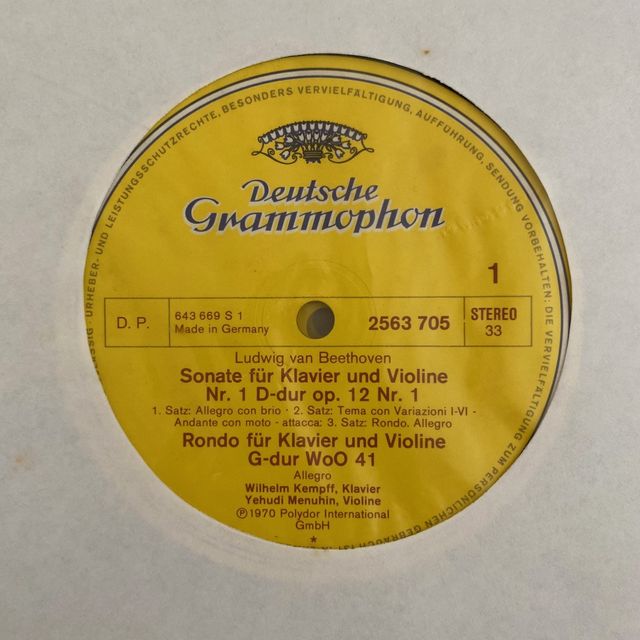 RESSIG · URHEBER- UND LEISTUNGSSCHUTZRECHTE, BESONDERS VERVIELFÄLTIGUNG, AUFFÜHRUNG, SENDUNG VORBEHALTEN: DIE VERVIELFÄLTIGUNG ZUM PERSÖNLICHEN GEBRAUCH IST
Deutsche
Grammophon
1
D. P.
643 669 S 1
Made in Germany
2563 705
STEREO
33
Ludwig van Beethoven
Sonate für Klavier und Violine
Nr. 1 D-dur op. 12 Nr. 1
1. Satz: Allegro con brio · 2. Satz: Tema con Variazioni I-VI -
Andante con moto - attacca: 3. Satz: Rondo. Allegro
Rondo für Klavier und Violine
G-dur WoO 41
Allegro
Wilhelm Kempff, Klavier
Yehudi Menuhin, Violine
Ⓟ1970 Polydor International
GmbH
*